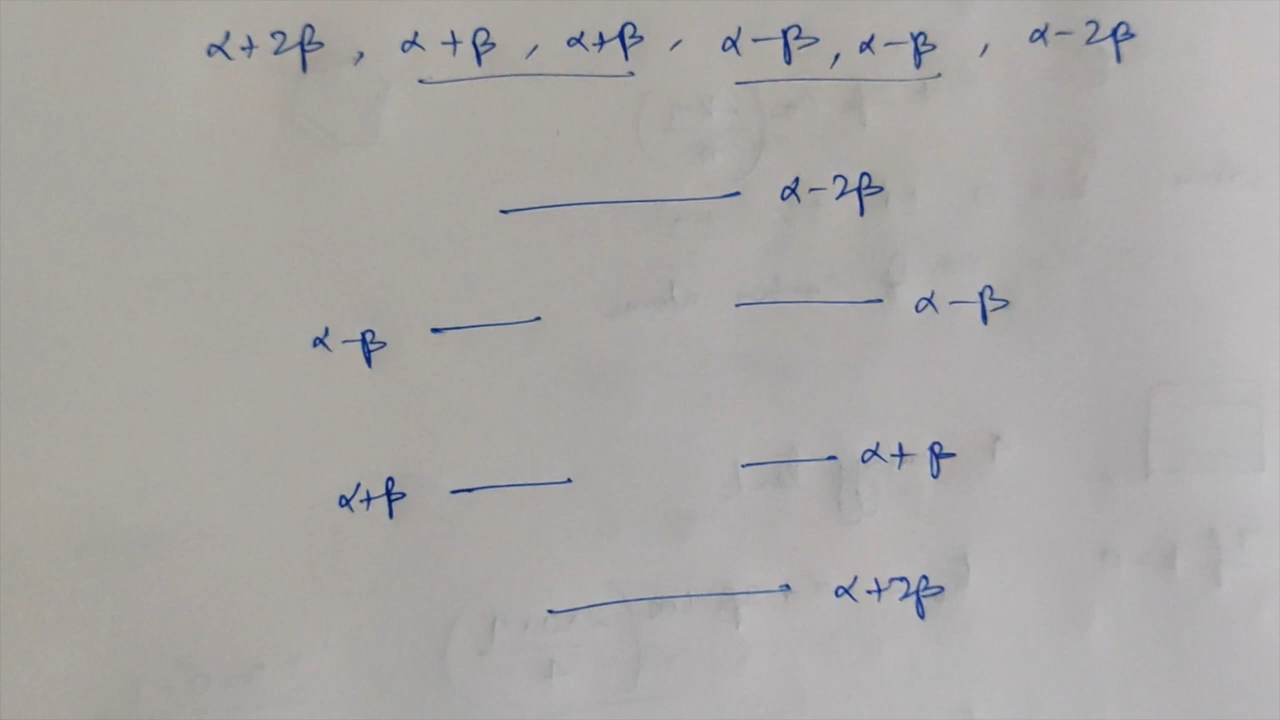 α+2β , α+β , α+β , α-β , α-β , α-2β
α-2β
α-β
α-β
α+β
α+β
α+2β